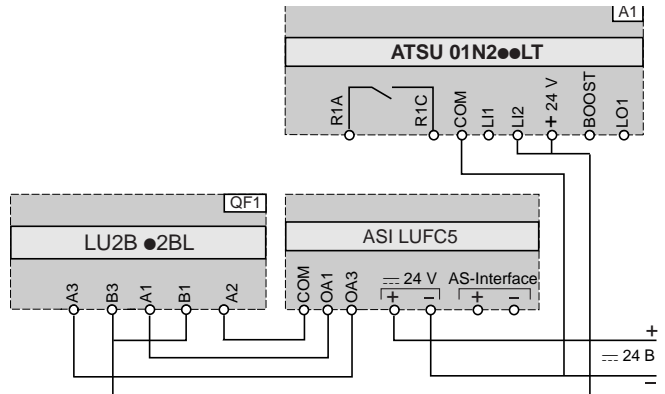 A1
ATSU 01N2●●LT
R1A
R1C
COM
LI1
LI2
+ 24 V
BOOST
LO1
QF1
LU2B ●2BL
ASI LUFC5
A3
B3
A1
B1
A2
COM
OA1
OA3
⎓ 24 V
AS-Interface
+ −
+ −
+
⎓ 24 В
−